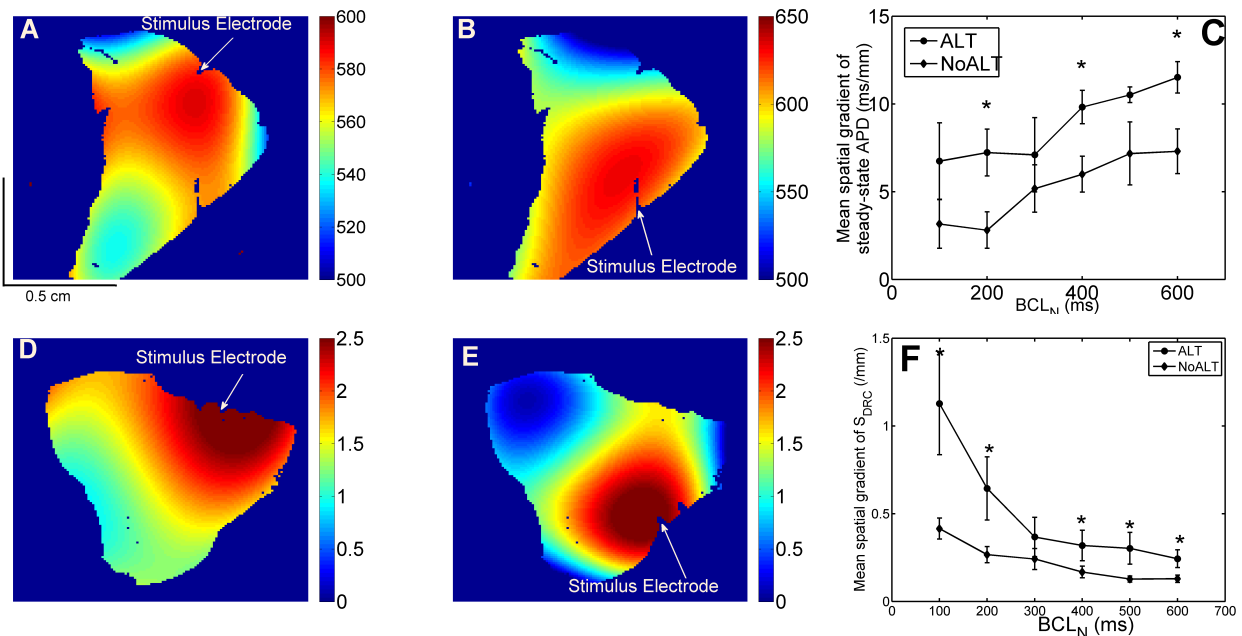 A
Stimulus Electrode
600
580
560
540
520
500
0.5 cm
B
Stimulus Electrode
650
600
550
500
C
ALT
NoALT
*
*
*
Mean spatial gradient of
steady-state APD (ms/mm)
15
10
5
0
0
200
400
600
BCL_N (ms)
D
Stimulus Electrode
2.5
2
1.5
1
0.5
0
E
Stimulus Electrode
2.5
2
1.5
1
0.5
0
F
ALT
NoALT
*
*
*
*
*
Mean spatial gradient of S_DRC (/mm)
1.5
1
0.5
0
0
100
200
300
400
500
600
700
BCL_N (ms)